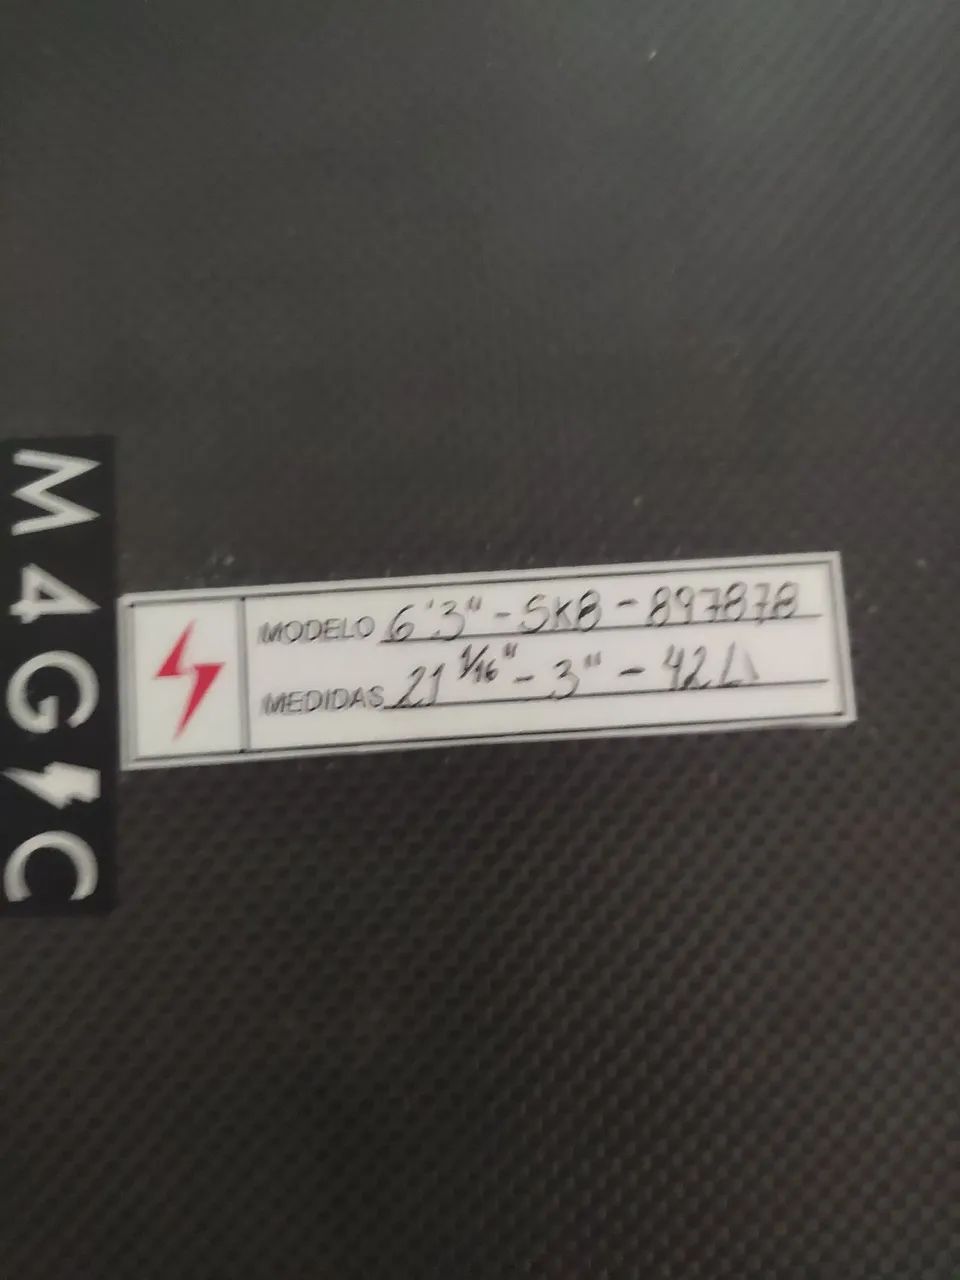 M4G⚡C
MODELO 6'3" - SKB - 897878
MEDIDAS 21 1/16" - 3" - 42L